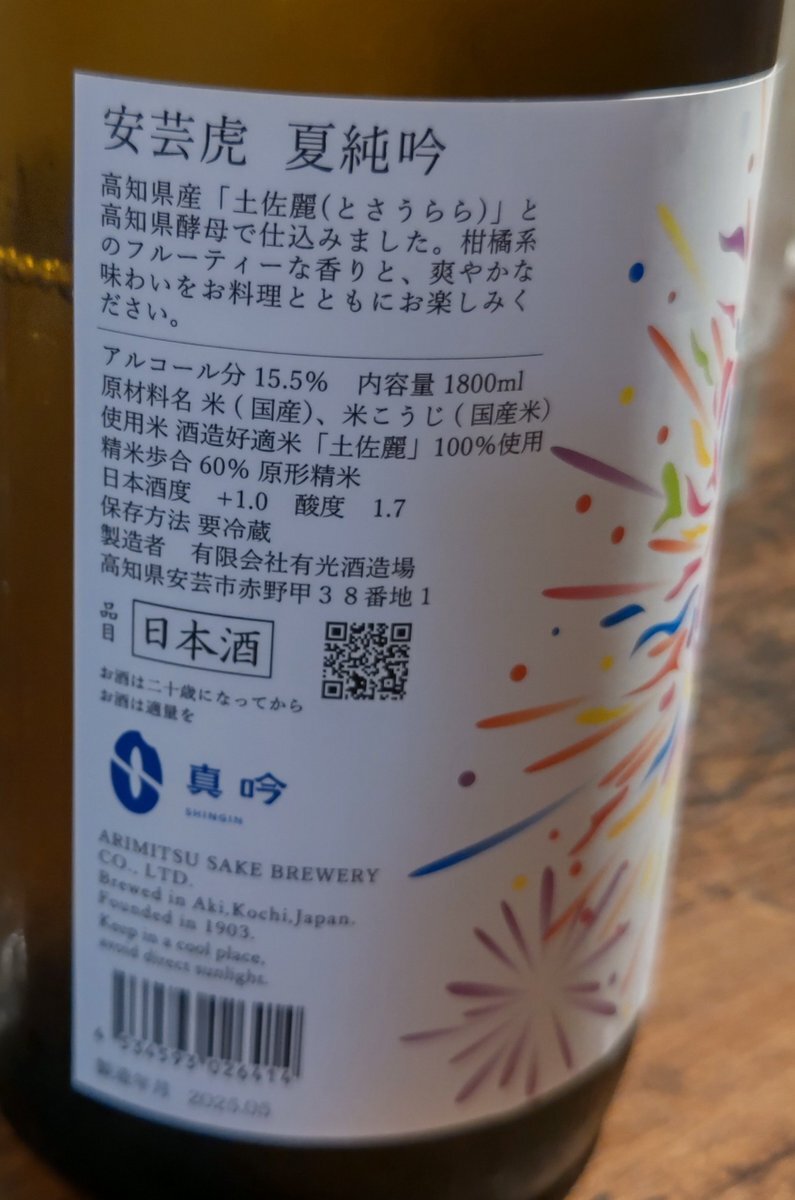 安芸虎 夏純吟
高知県産「土佐麗(とさうらら)」と
高知県酵母で仕込みました。柑橘系
のフルーティーな香りと、爽やかな
味わいをお料理とともにお楽しみく
ださい。
アルコール分 15.5% 内容量 1800ml
原材料名 米(国産)、米こうじ(国産米)
使用米 酒造好適米「土佐麗」100%使用
精米歩合 60% 原形精米
日本酒度 +1.0 酸度 1.7
保存方法 要冷蔵
製造者 有限会社有光酒造場
高知県安芸市赤野甲38番地1
品目 日本酒
お酒は二十歳になってから
お酒は適量を
真吟
SHINGIN
ARIMITSU SAKE BREWERY
CO., LTD.
Brewed in Aki,Kochi,Japan.
Founded in 1903.
Keep in a cool place,
avoid direct sunlight.
4 534593 026414
製造年月 2025.05